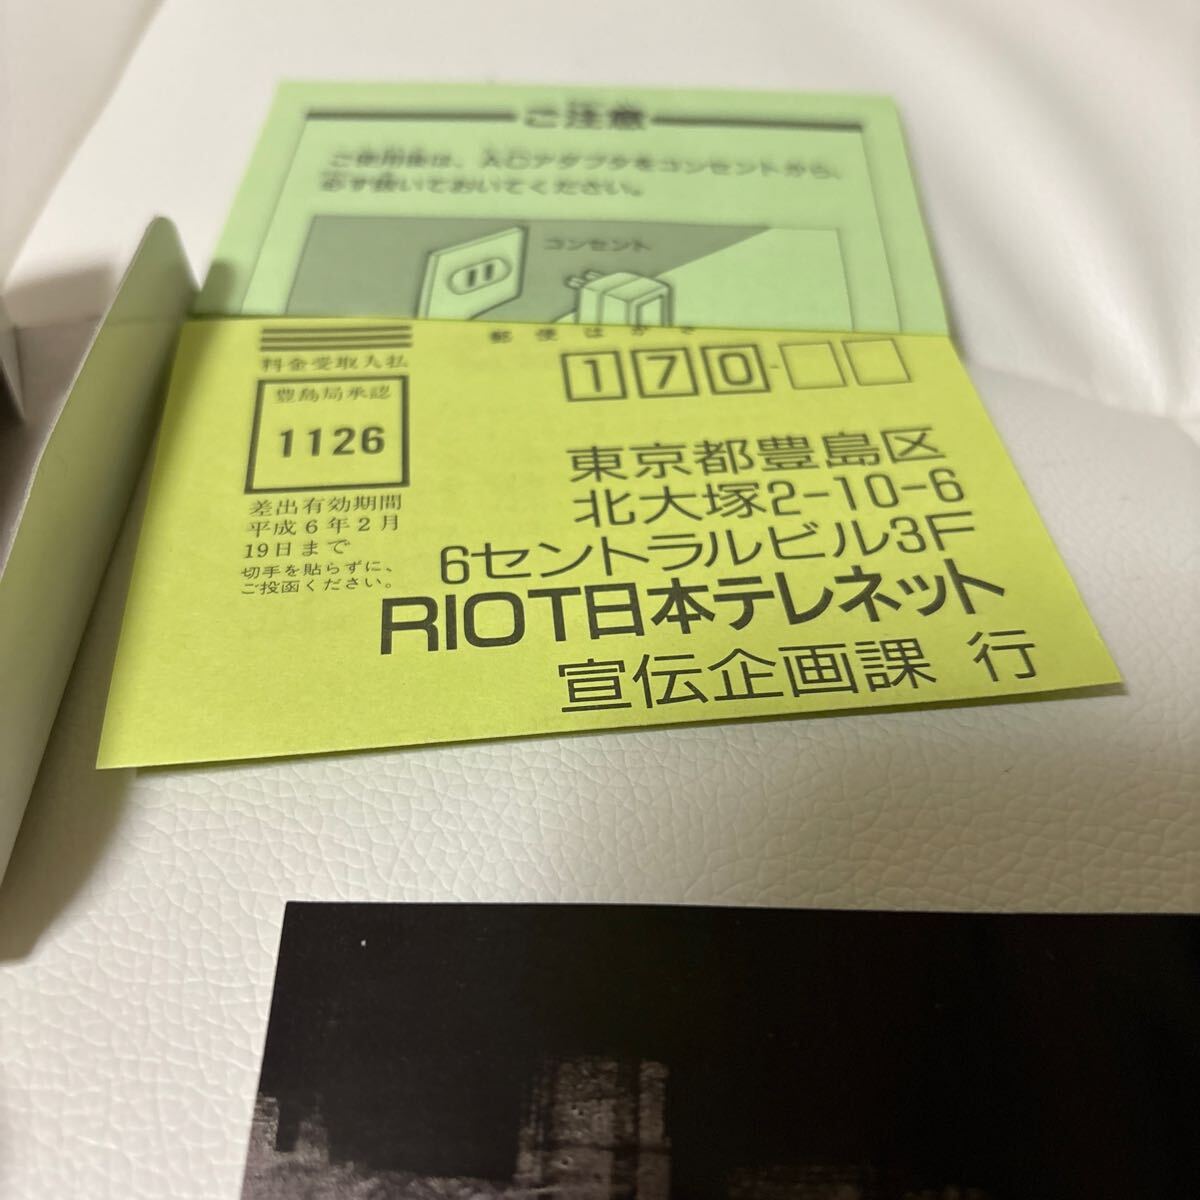 ご注意
ご使用後は、ACアダプタをコンセントから、
必ず抜いておいてください。
コンセント
郵便はがき
料金受取人払
豊島局承認
1126
差出有効期間
平成6年2月
19日まで
切手を貼らずに、
ご投函ください。
170-
東京都豊島区
北大塚2-10-6
6セントラルビル3F
RIOT日本テレネット
宣伝企画課 行